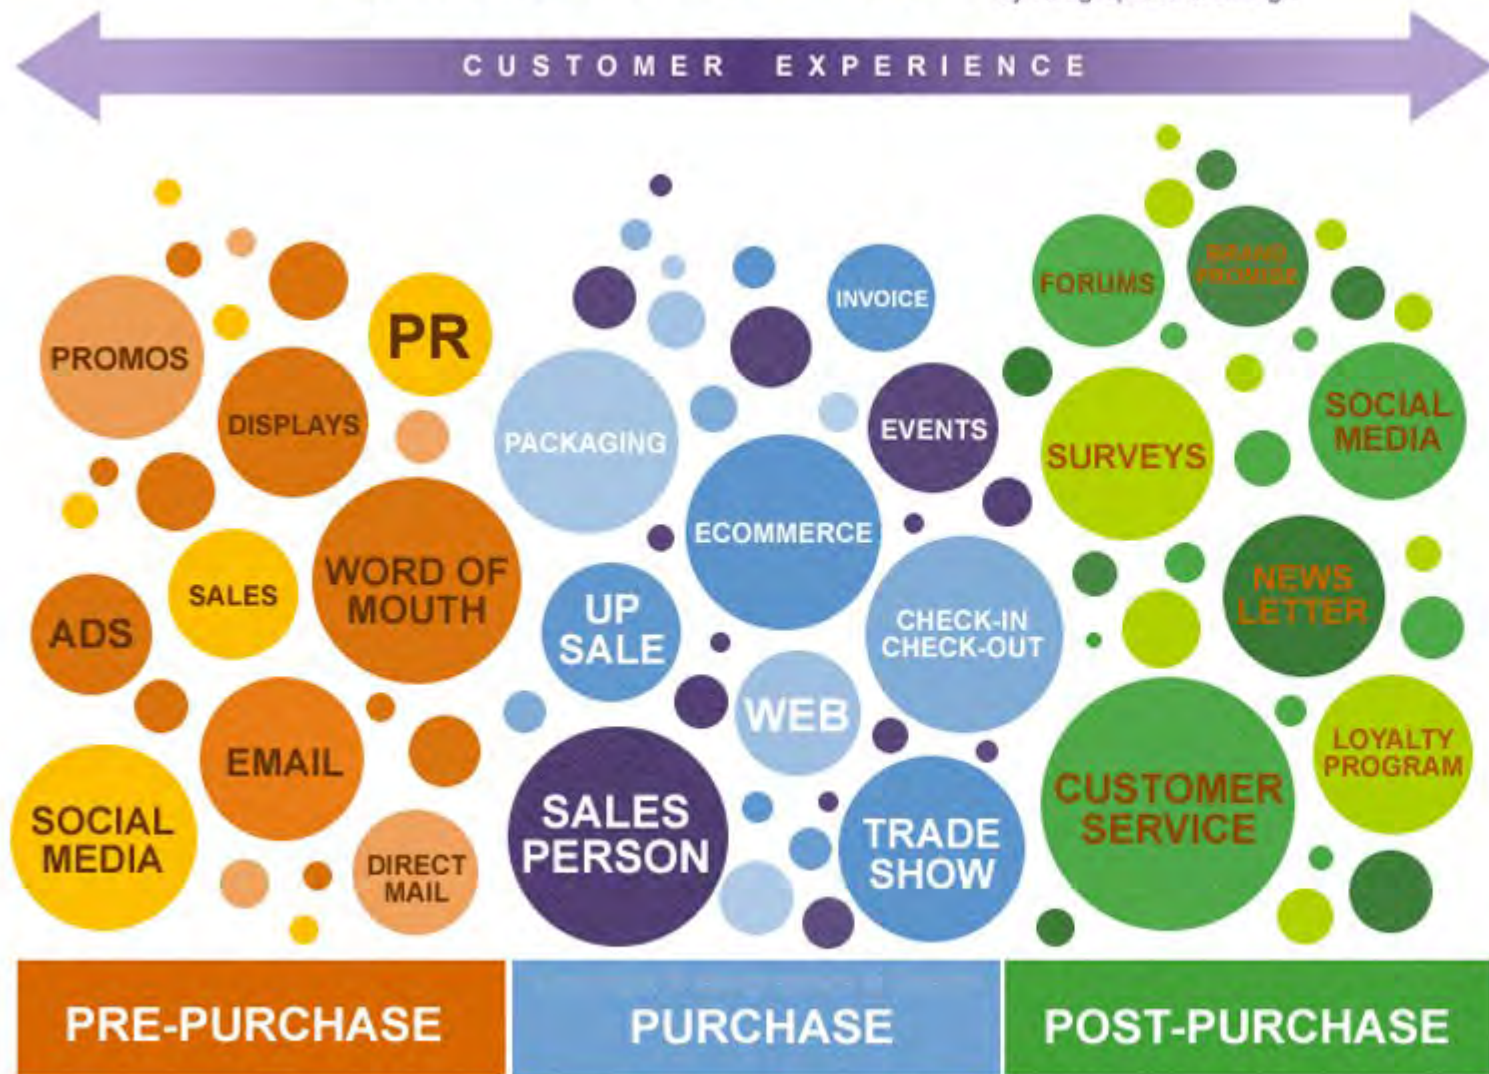 CUSTOMER EXPERIENCE
PROMOS
DISPLAYS
PR
WORD OF
MOUTH
SALES
ADS
EMAIL
SOCIAL
MEDIA
DIRECT
MAIL
INVOICE
PACKAGING
EVENTS
ECOMMERCE
UP
SALE
CHECK-IN
CHECK-OUT
WEB
SALES
PERSON
TRADE
SHOW
FORUMS
BRAND
PROMISE
SURVEYS
SOCIAL
MEDIA
NEWS
LETTER
LOYALTY
PROGRAM
CUSTOMER
SERVICE
PRE-PURCHASE
PURCHASE
POST-PURCHASE